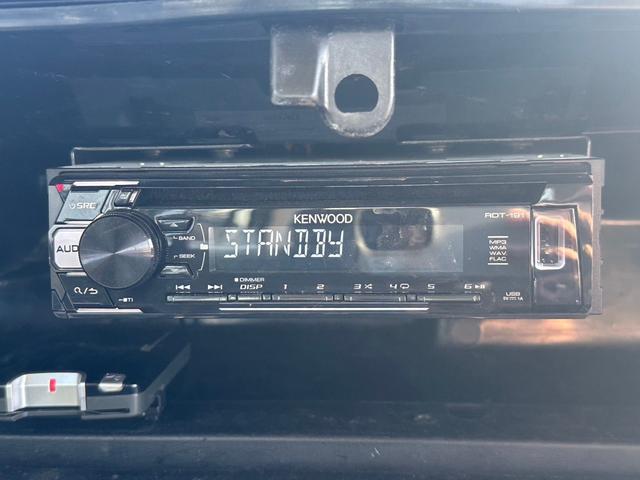 SRC
KENWOOD
RDT-191
AUD
BAND
STANDBY
SEEK
MP3
WMA
WAV
FLAC
DIMMER
DISP 1 2 3 4 5 6
USB